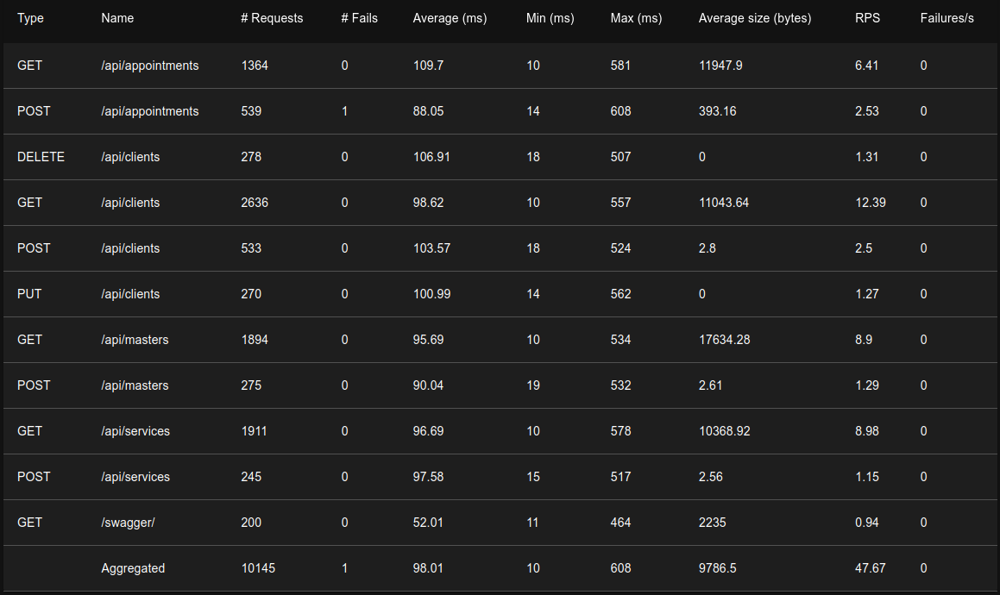 Type Name # Requests # Fails Average (ms) Min (ms) Max (ms) Average size (bytes) RPS Failures/s
GET /api/appointments 1364 0 109.7 10 581 11947.9 6.41 0
POST /api/appointments 539 1 88.05 14 608 393.16 2.53 0
DELETE /api/clients 278 0 106.91 18 507 0 1.31 0
GET /api/clients 2636 0 98.62 10 557 11043.64 12.39 0
POST /api/clients 533 0 103.57 18 524 2.8 2.5 0
PUT /api/clients 270 0 100.99 14 562 0 1.27 0
GET /api/masters 1894 0 95.69 10 534 17634.28 8.9 0
POST /api/masters 275 0 90.04 19 532 2.61 1.29 0
GET /api/services 1911 0 96.69 10 578 10368.92 8.98 0
POST /api/services 245 0 97.58 15 517 2.56 1.15 0
GET /swagger/ 200 0 52.01 11 464 2235 0.94 0
Aggregated 10145 1 98.01 10 608 9786.5 47.67 0